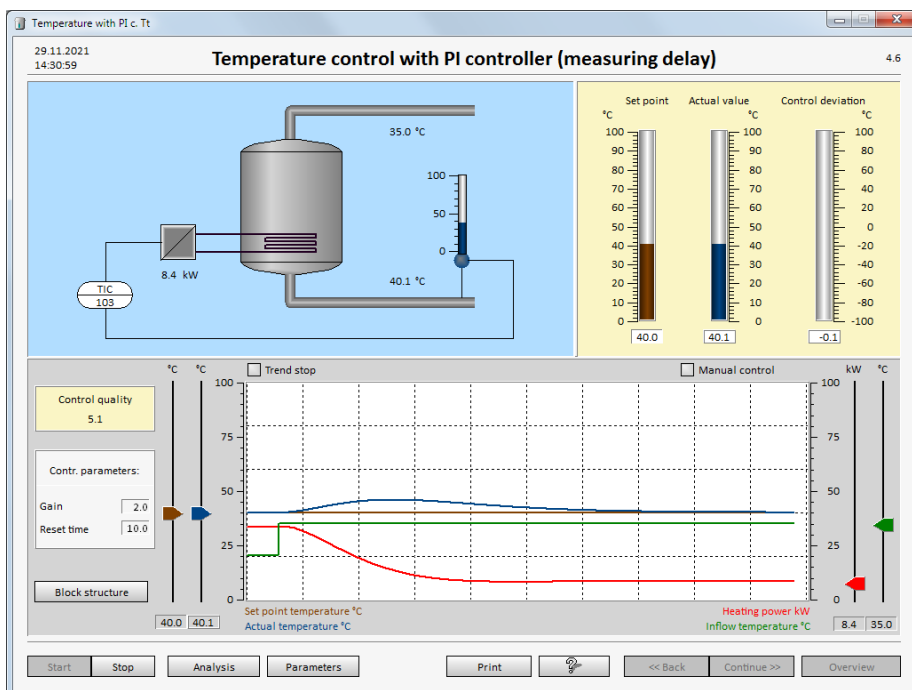 Temperature with PI c. Tt
29.11.2021
14:30:59
Temperature control with PI controller (measuring delay)
4.6
35.0 °C
100
50
0
40.1 °C
8.4 kW
TIC
103
Set point Actual value Control deviation
°C °C °C
100 100 100
90 90 80
80 80 60
70 70 40
60 60 20
50 50 0
40 40 -20
30 30 -40
20 20 -60
10 10 -80
0 0 -100
40.0 40.1 -0.1
°C °C
Trend stop
Manual control
kW °C
Control quality
5.1
Contr. parameters:
Gain 2.0
Reset time 10.0
Block structure
100 100
75 75
50 50
25 25
0 0
40.0 40.1
Set point temperature °C
Actual temperature °C
Heating power kW
Inflow temperature °C
8.4 35.0
Start Stop Analysis Parameters Print ? << Back Continue >> Overview